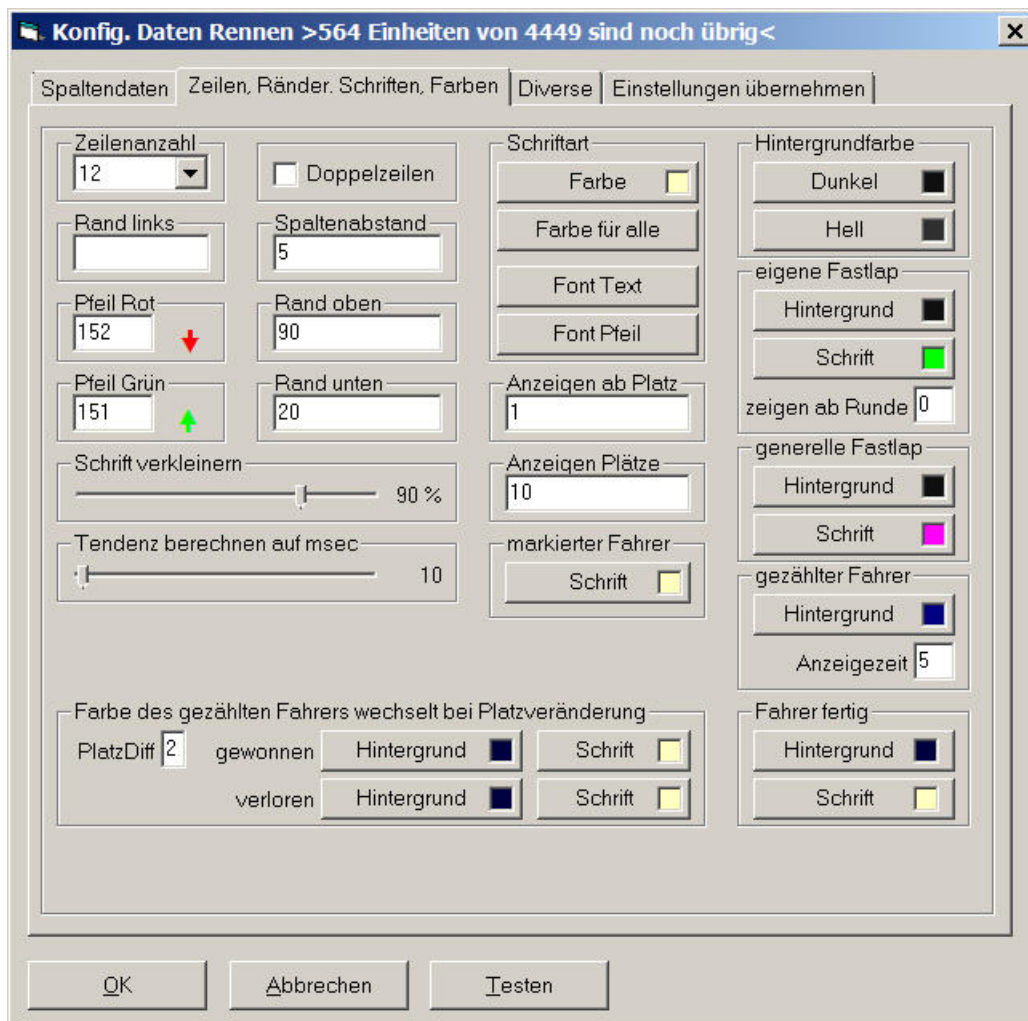 Konfig. Daten Rennen >564 Einheiten von 4449 sind noch übrig<
Spaltendaten
Zeilen, Ränder. Schriften, Farben
Diverse
Einstellungen übernehmen
Zeilenanzahl
12
Doppelzeilen
Rand links
Spaltenabstand
5
Pfeil Rot
152
Rand oben
90
Pfeil Grün
151
Rand unten
20
Schrift verkleinern
90 %
Tendenz berechnen auf msec
10
Schriftart
Farbe
Farbe für alle
Font Text
Font Pfeil
Anzeigen ab Platz
1
Anzeigen Plätze
10
markierter Fahrer
Schrift
Hintergrundfarbe
Dunkel
Hell
eigene Fastlap
Hintergrund
Schrift
zeigen ab Runde 0
generelle Fastlap
Hintergrund
Schrift
gezählter Fahrer
Hintergrund
Anzeigezeit 5
Farbe des gezählten Fahrers wechselt bei Platzveränderung
PlatzDiff 2 gewonnen Hintergrund Schrift
verloren Hintergrund Schrift
Fahrer fertig
Hintergrund
Schrift
OK
Abbrechen
Testen